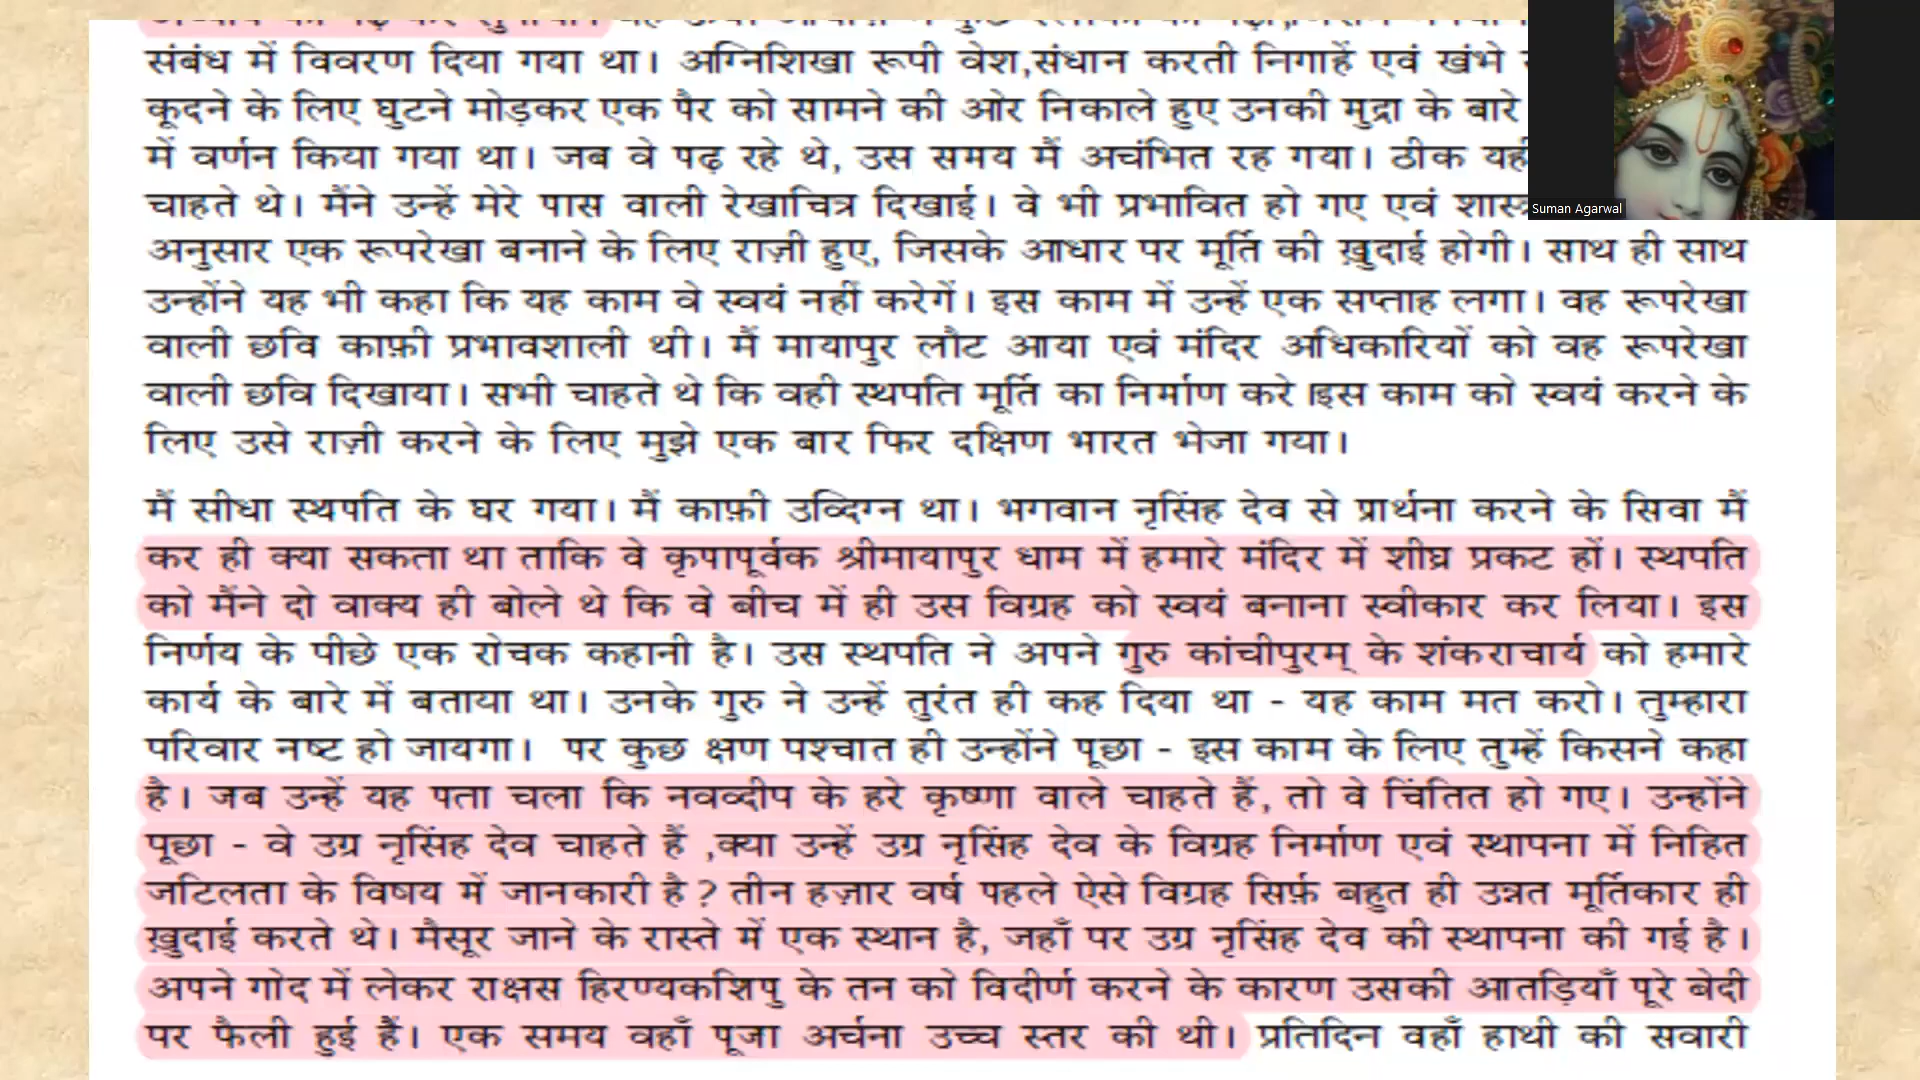 संबंध में विवरण दिया गया था। अग्निशिखा रूपी वेश,संधान करती निगाहें एवं खंभे
कूदने के लिए घुटने मोड़कर एक पैर को सामने की ओर निकाले हुए उनकी मुद्रा के बारे
में वर्णन किया गया था। जब वे पढ़ रहे थे, उस समय मैं अचंभित रह गया। ठीक यही
चाहते थे। मैंने उन्हें मेरे पास वाली रेखाचित्र दिखाई। वे भी प्रभावित हो गए एवं
अनुसार एक रूपरेखा बनाने के लिए राज़ी हुए, जिसके आधार पर मूर्ति की ख़ुदाई होगी। साथ ही साथ
उन्होंने यह भी कहा कि यह काम वे स्वयं नहीं करेगें। इस काम में उन्हें एक सप्ताह लगा। वह रूपरेखा
वाली छवि काफ़ी प्रभावशाली थी। मैं मायापुर लौट आया एवं मंदिर अधिकारियों को वह रूपरेखा
वाली छवि दिखाया। सभी चाहते थे कि वही स्थपति मूर्ति का निर्माण करे।इस काम को स्वयं करने के
लिए उसे राज़ी करने के लिए मुझे एक बार फिर दक्षिण भारत भेजा गया।
मैं सीधा स्थपति के घर गया। मैं काफ़ी उव्दिग्न था। भगवान नृसिंह देव से प्रार्थना करने के सिवा मैं
कर ही क्या सकता था ताकि वे कृपापूर्वक श्रीमायापुर धाम में हमारे मंदिर में शीघ्र प्रकट हों। स्थपति
को मैंने दो वाक्य ही बोले थे कि वे बीच में ही उस विग्रह को स्वयं बनाना स्वीकार कर लिया। इस
निर्णय के पीछे एक रोचक कहानी है। उस स्थपति ने अपने गुरु कांचीपुरम् के शंकराचार्य को हमारे
कार्य के बारे में बताया था। उनके गुरु ने उन्हें तुरंत ही कह दिया था - यह काम मत करो। तुम्हारा
परिवार नष्ट हो जायगा। पर कुछ क्षण पश्चात ही उन्होंने पूछा - इस काम के लिए तुम्हें किसने कहा
है। जब उन्हें यह पता चला कि नवव्दीप के हरे कृष्णा वाले चाहते हैं, तो वे चिंतित हो गए। उन्होंने
पूछा - वे उग्र नृसिंह देव चाहते हैं ,क्या उन्हें उग्र नृसिंह देव के विग्रह निर्माण एवं स्थापना में निहित
जटिलता के विषय में जानकारी है ? तीन हज़ार वर्ष पहले ऐसे विग्रह सिर्फ़ बहुत ही उन्नत मूर्तिकार ही
ख़ुदाई करते थे। मैसूर जाने के रास्ते में एक स्थान है, जहाँ पर उग्र नृसिंह देव की स्थापना की गई है।
अपने गोद में लेकर राक्षस हिरण्यकशिपु के तन को विदीर्ण करने के कारण उसकी आतड़ियाँ पूरे बेदी
पर फैली हुई हैं। एक समय वहाँ पूजा अर्चना उच्च स्तर की थी। प्रतिदिन वहाँ हाथी की सवारी
Suman Agarwal